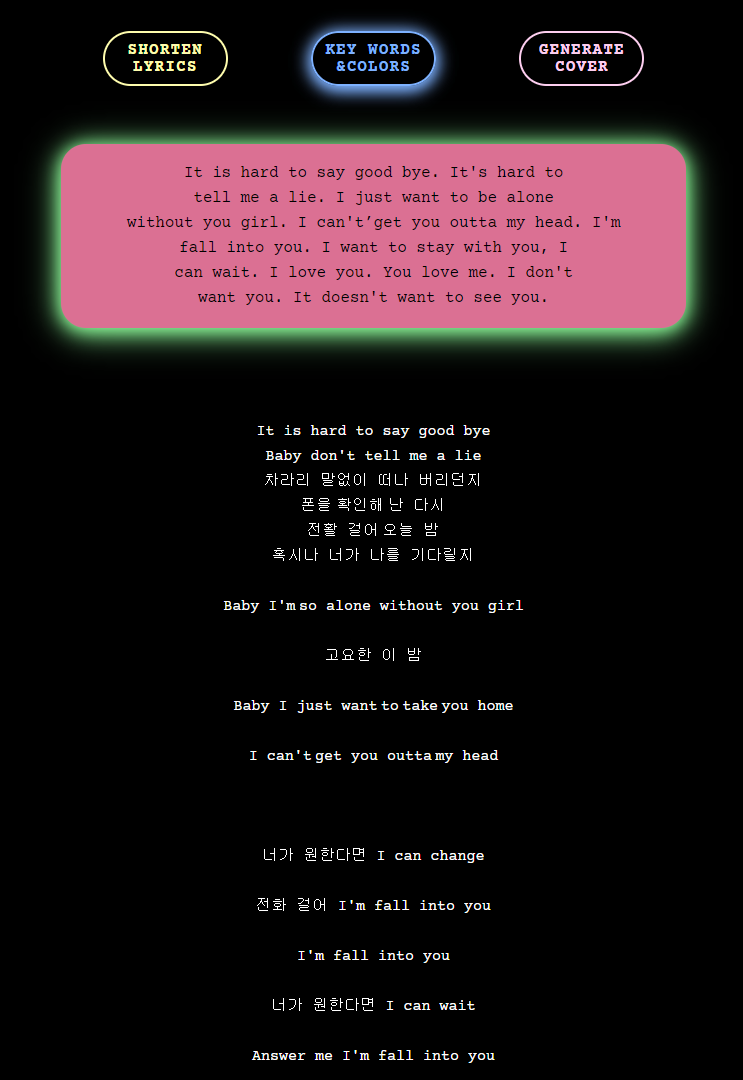 SHORTEN
LYRICS
KEY WORDS
&COLORS
GENERATE
COVER
It is hard to say good bye. It's hard to
tell me a lie. I just want to be alone
without you girl. I can't’get you outta my head. I'm
fall into you. I want to stay with you, I
can wait. I love you. You love me. I don't
want you. It doesn't want to see you.
It is hard to say good bye
Baby don't tell me a lie
차라리 말없이 떠나 버리던지
폰을 확인해 난 다시
전활 걸어 오늘 밤
혹시나 너가 나를 기다릴지
Baby I'm so alone without you girl
고요한 이 밤
Baby I just want to take you home
I can't get you outta my head
너가 원한다면 I can change
전화 걸어 I'm fall into you
I'm fall into you
너가 원한다면 I can wait
Answer me I'm fall into you